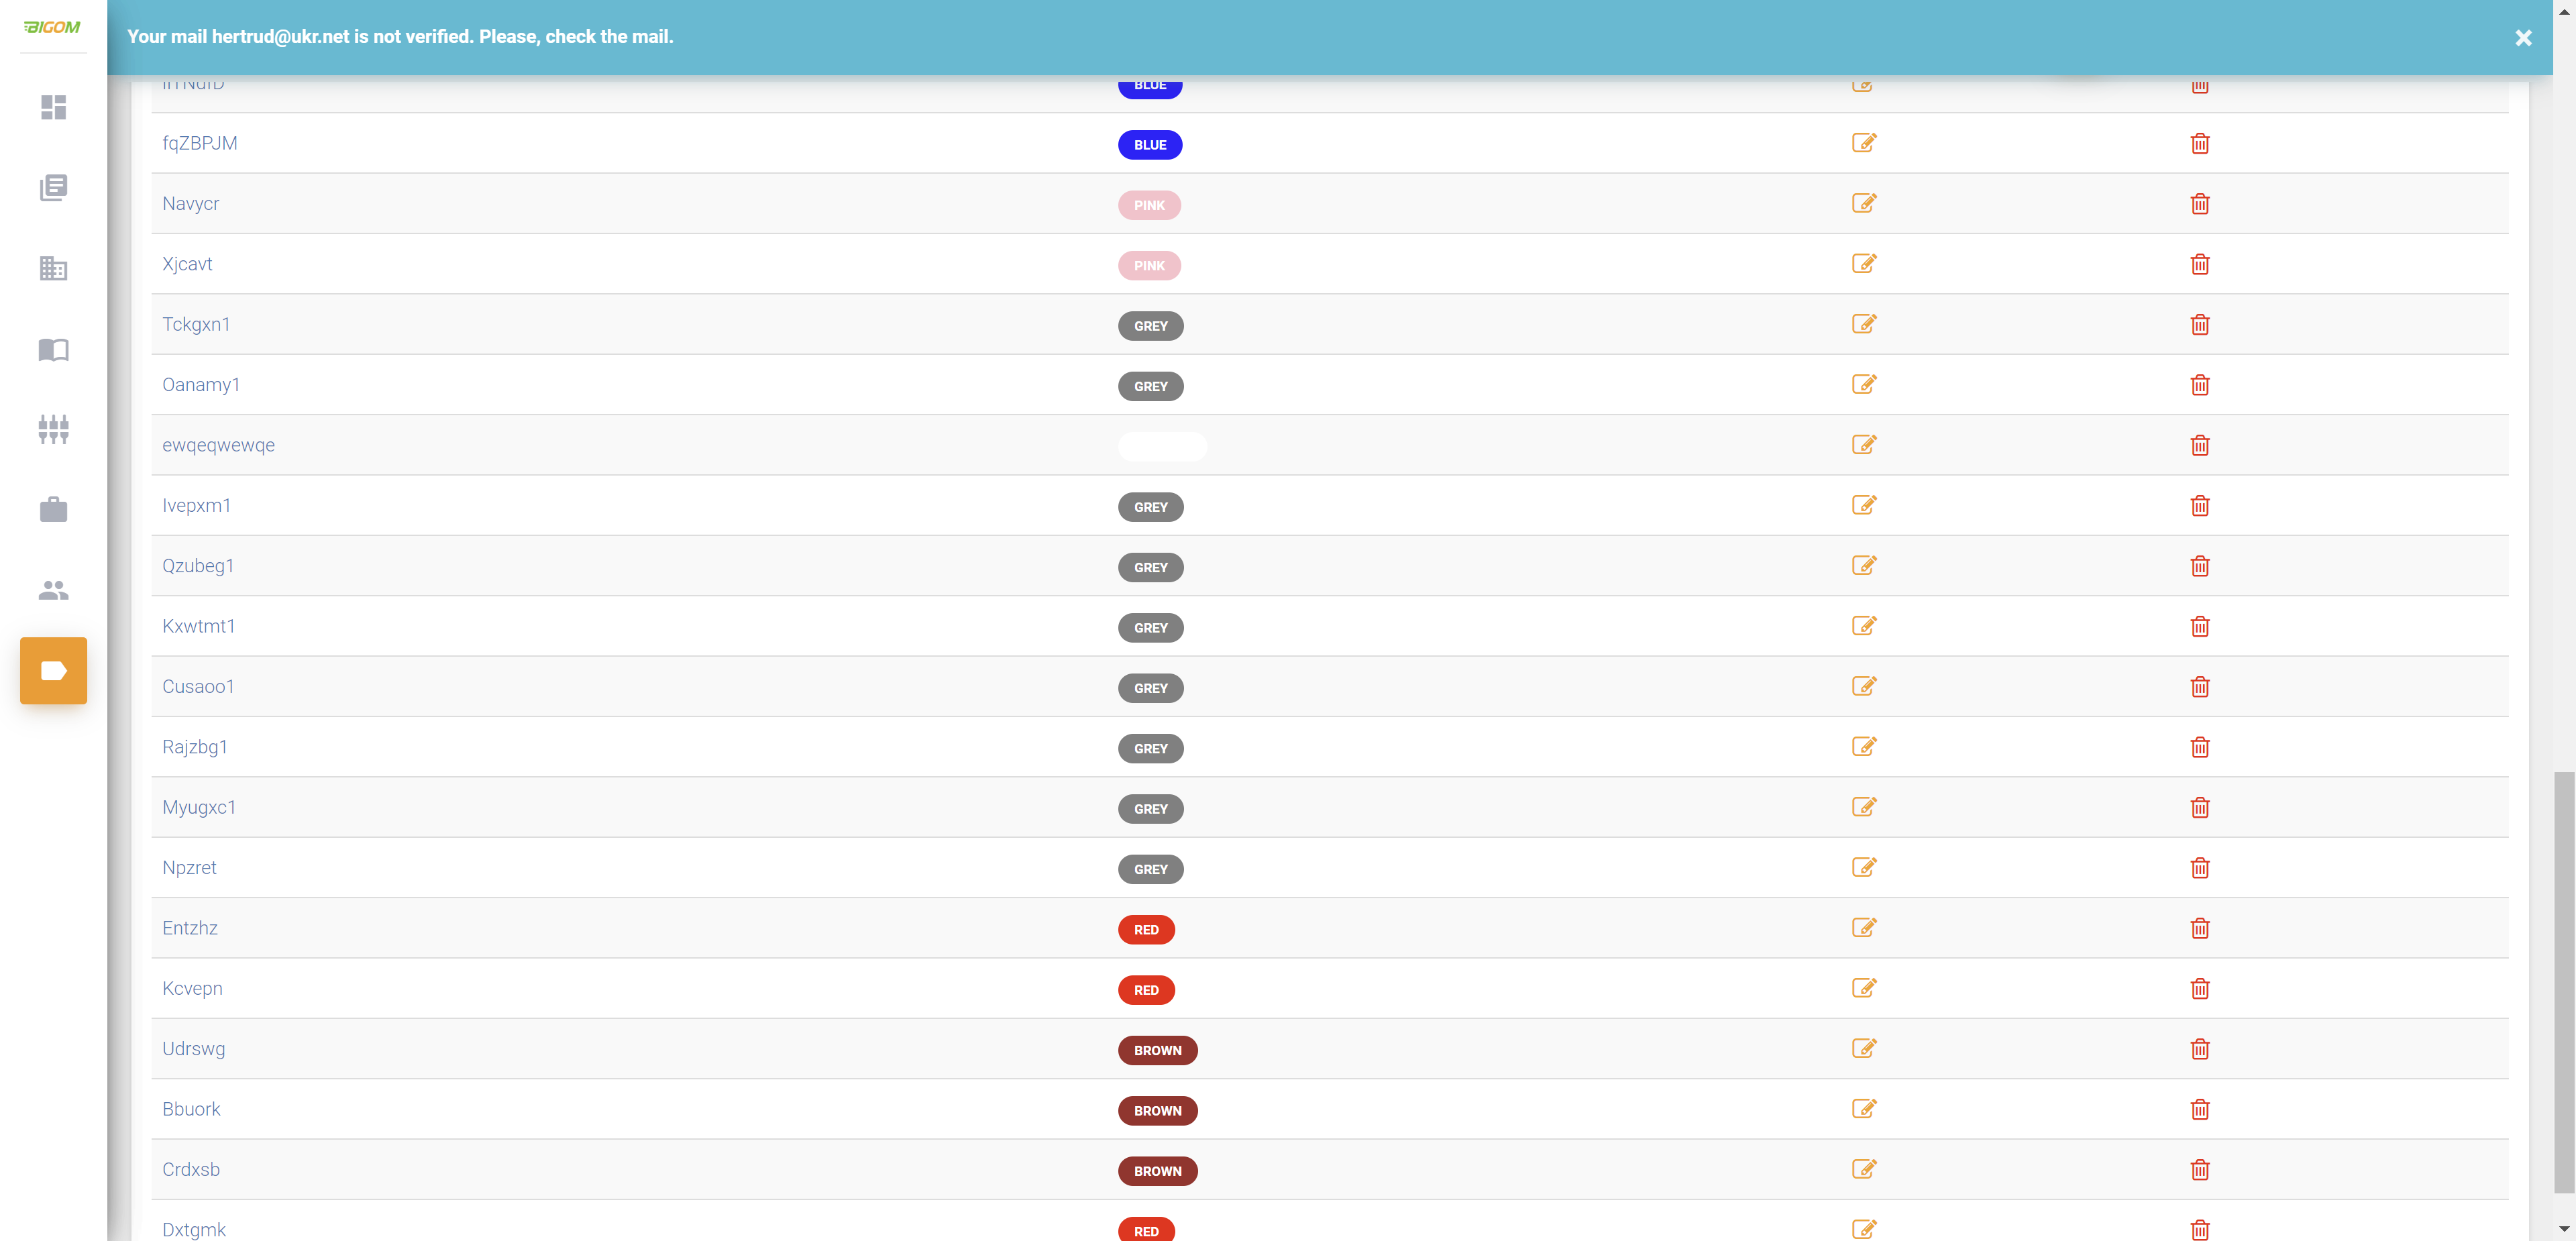 BIGOM
Your mail hertrud@ukr.net is not verified. Please, check the mail.
BLUE
fqZBPJM BLUE
Navycr PINK
Xjcavt PINK
Tckgxn1 GREY
Oanamy1 GREY
ewqeqwewqe
Ivepxm1 GREY
Qzubeg1 GREY
Kxwtmt1 GREY
Cusaoo1 GREY
Rajzbg1 GREY
Myugxc1 GREY
Npzret GREY
Entzhz RED
Kcvepn RED
Udrswg BROWN
Bbuork BROWN
Crdxsb BROWN
Dxtgmk RED